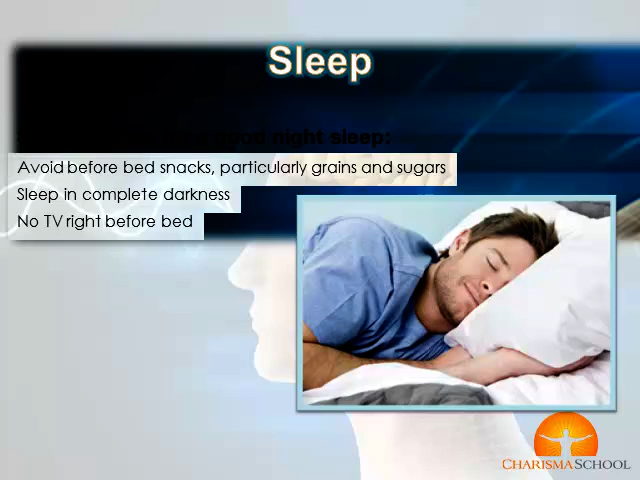 Sleep
good night sleep:
Avoid before bed snacks, particularly grains and sugars
Sleep in complete darkness
No TV right before bed
CHARISMA SCHOOL